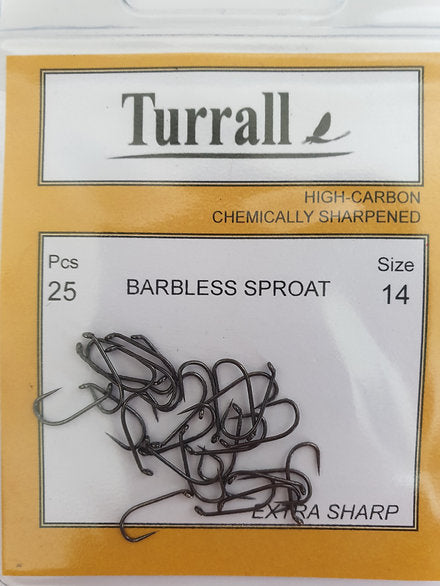 Turrall
HIGH-CARBON
CHEMICALLY SHARPENED
Pcs
25
BARBLESS SPROAT
Size
14
EXTRA SHARP